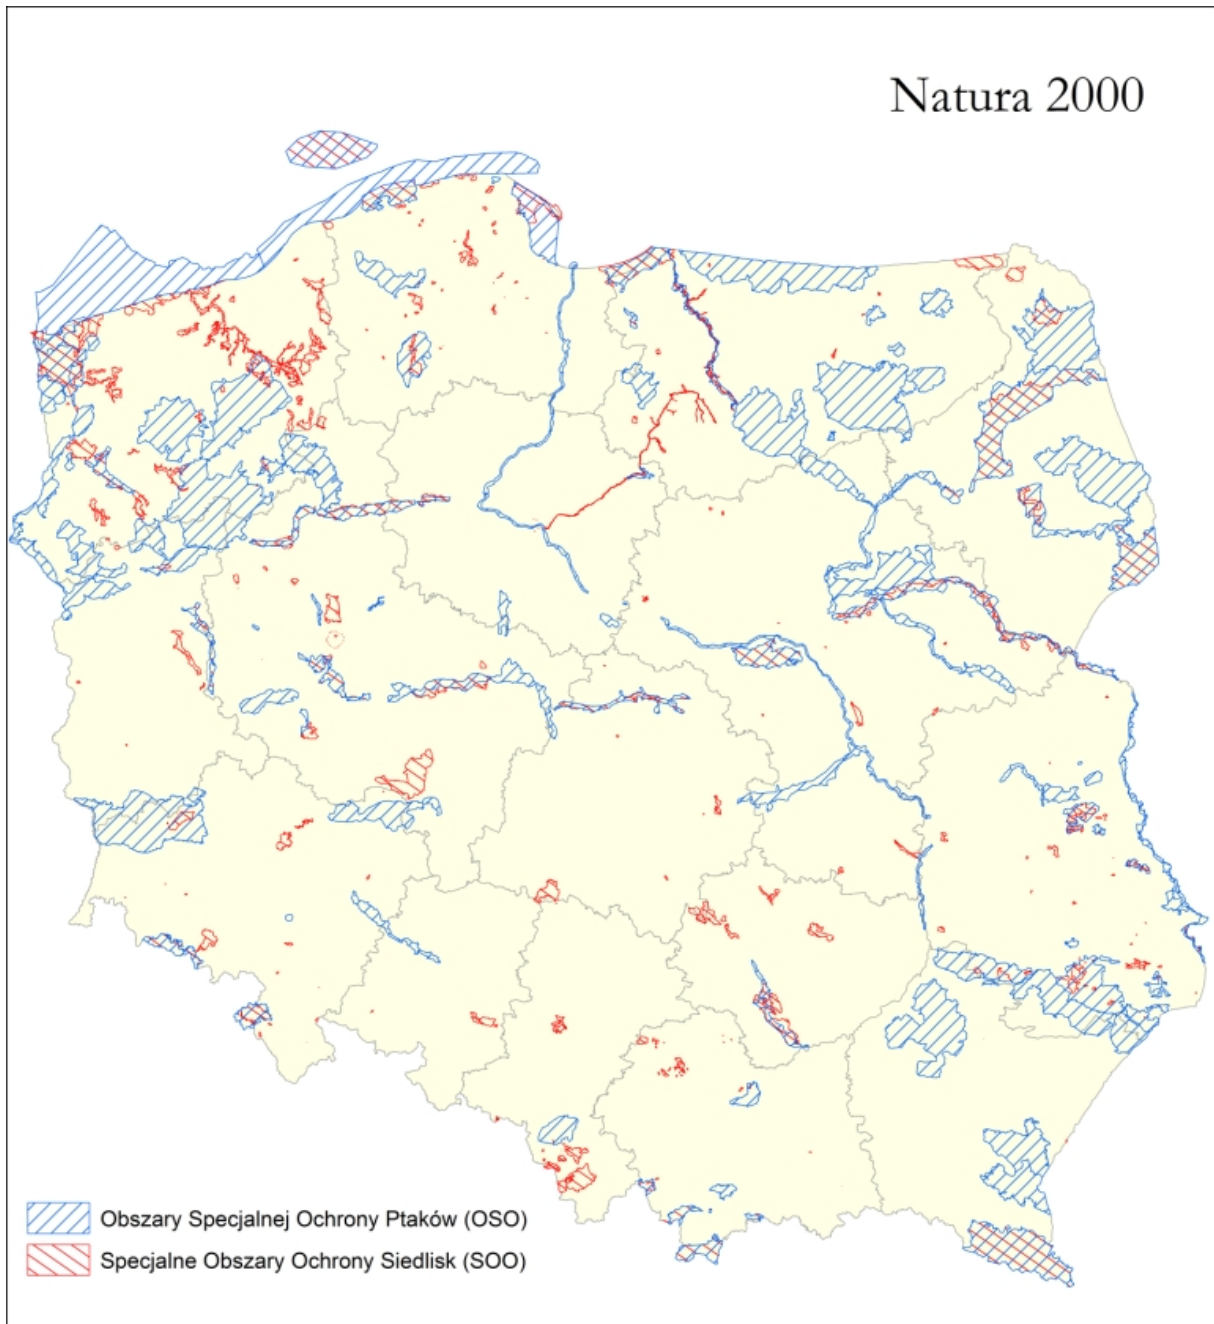 Natura 2000
Obszary Specjalnej Ochrony Ptaków (OSO)
Specjalne Obszary Ochrony Siedlisk (SOO)